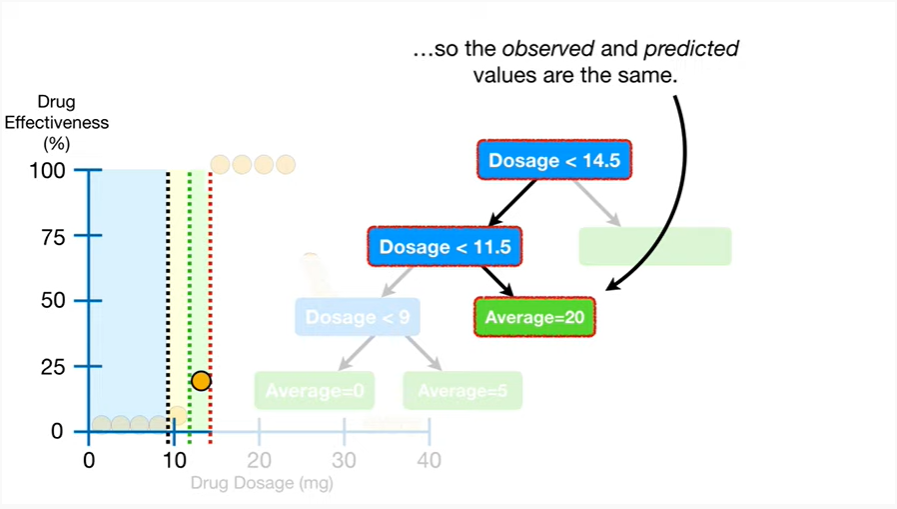 ...so the observed and predicted
values are the same.
Drug
Effectiveness
(%)
100
75
50
25
0
0 10 20 30 40
Drug Dosage (mg)
Dosage < 14.5
Dosage < 11.5
Dosage < 9
Average=20
Average=0
Average=5